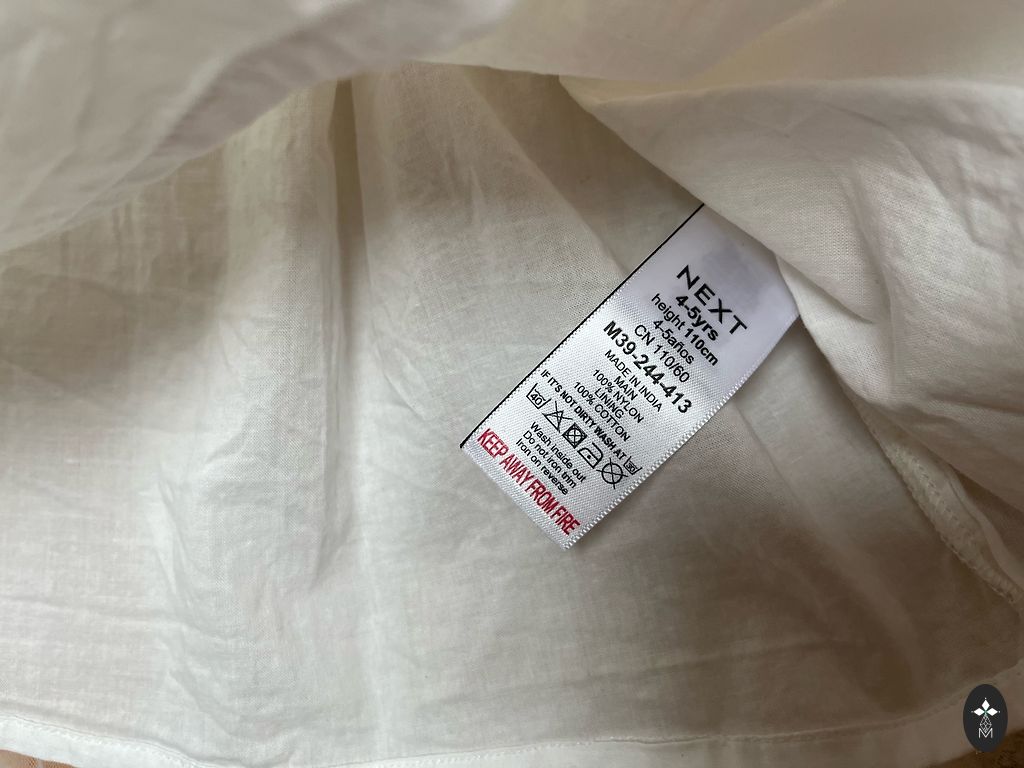 NEXT
4-5yrs
height 110cm
4-5años
CN 110/60
M39-244-413
MADE IN INDIA
MAIN
100% NYLON
LINING
100% COTTON
IF IT'S NOT DIRTY WASH AT 30
40
Wash inside out
Do not iron trim
Iron on reverse
KEEP AWAY FROM FIRE
M